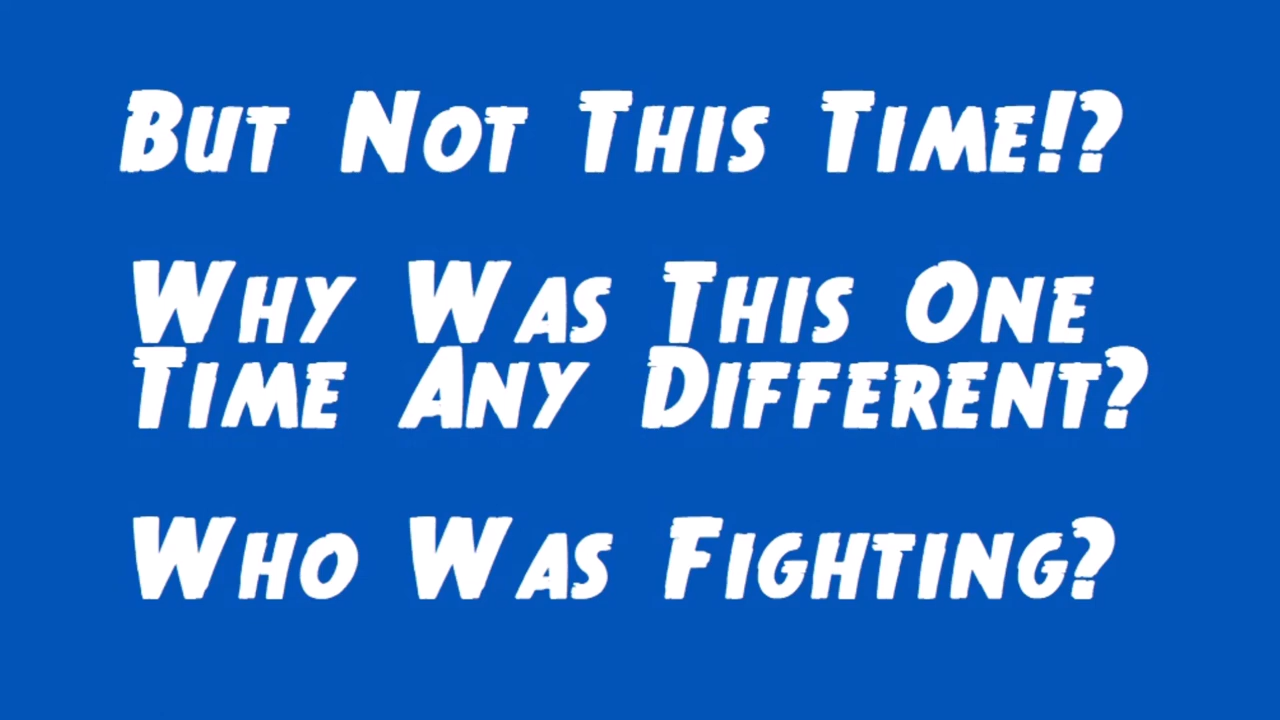 But Not This Time!?
Why Was This One
Time Any Different?
Who Was Fighting?